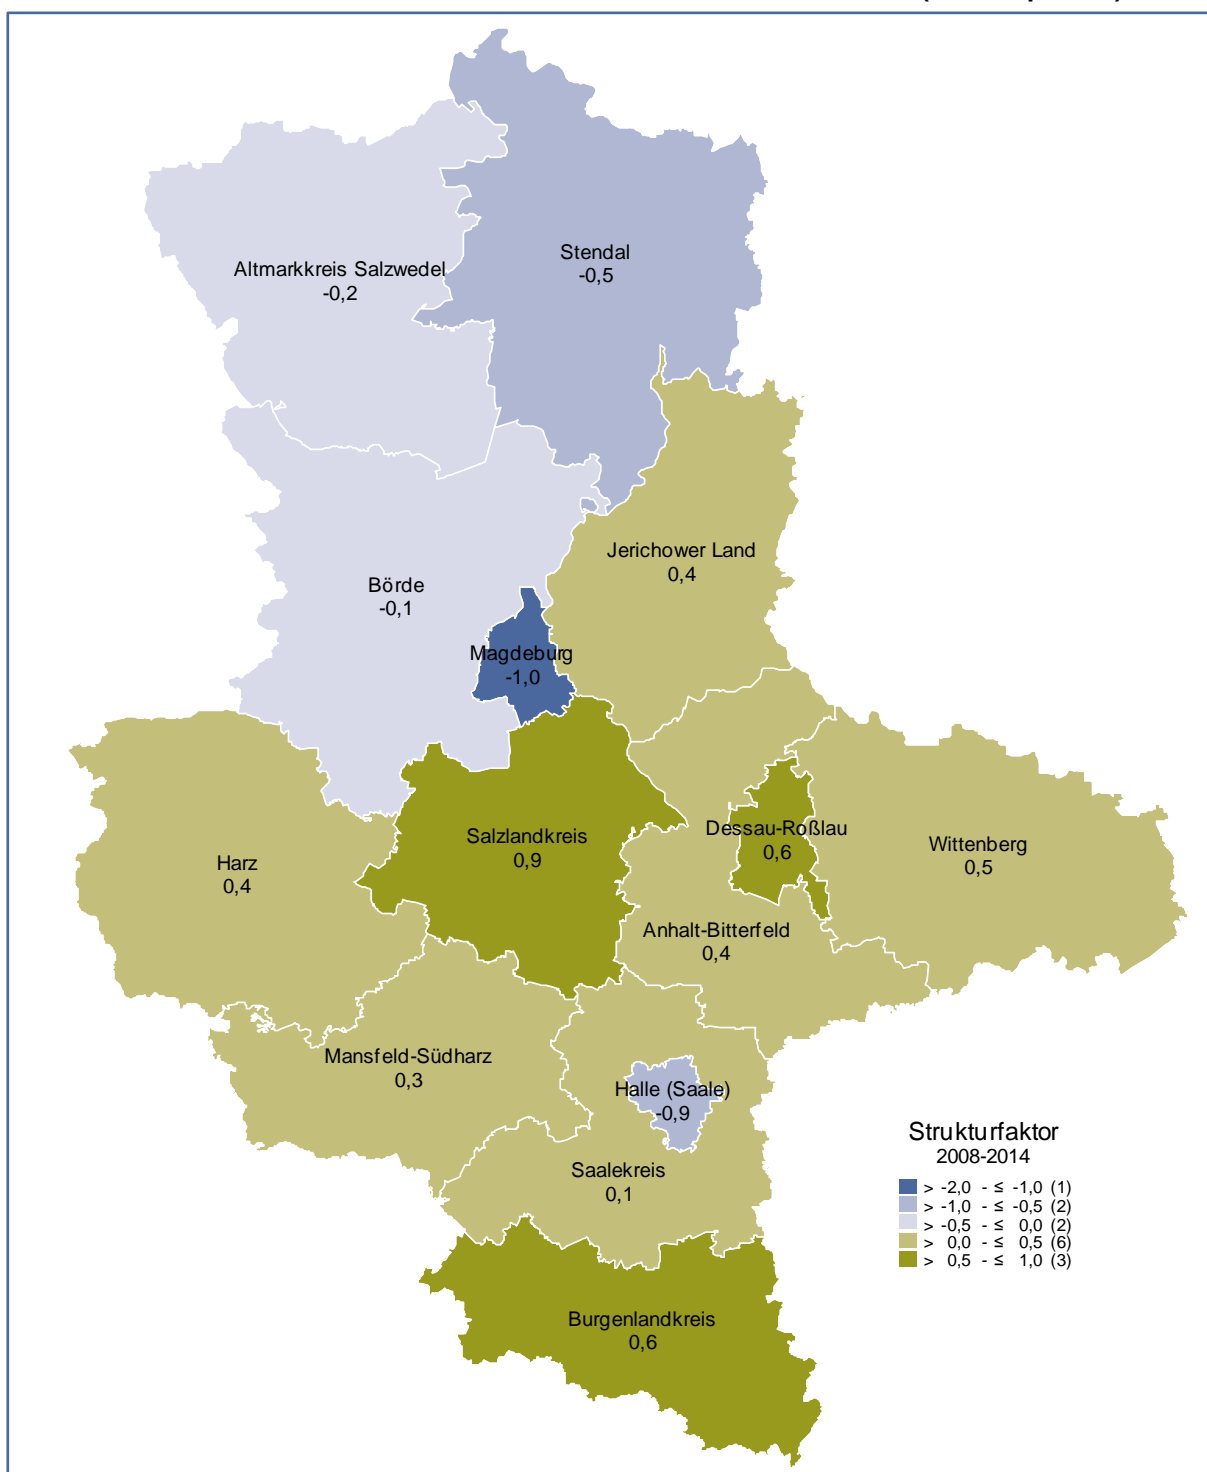 Stendal
-0,5
Altmarkkreis Salzwedel
-0,2
Jerichower Land
0,4
Börde
-0,1
Magdeburg
-1,0
Salzlandkreis
0,9
Dessau-Roßlau
0,6
Wittenberg
0,5
Harz
0,4
Anhalt-Bitterfeld
0,4
Mansfeld-Südharz
0,3
Halle (Saale)
-0,9
Saalekreis
0,1
Burgenlandkreis
0,6
Strukturfaktor
2008-2014
> -2,0 - ≤ -1,0 (1)
> -1,0 - ≤ -0,5 (2)
> -0,5 - ≤ 0,0 (2)
> 0,0 - ≤ 0,5 (6)
> 0,5 - ≤ 1,0 (3)